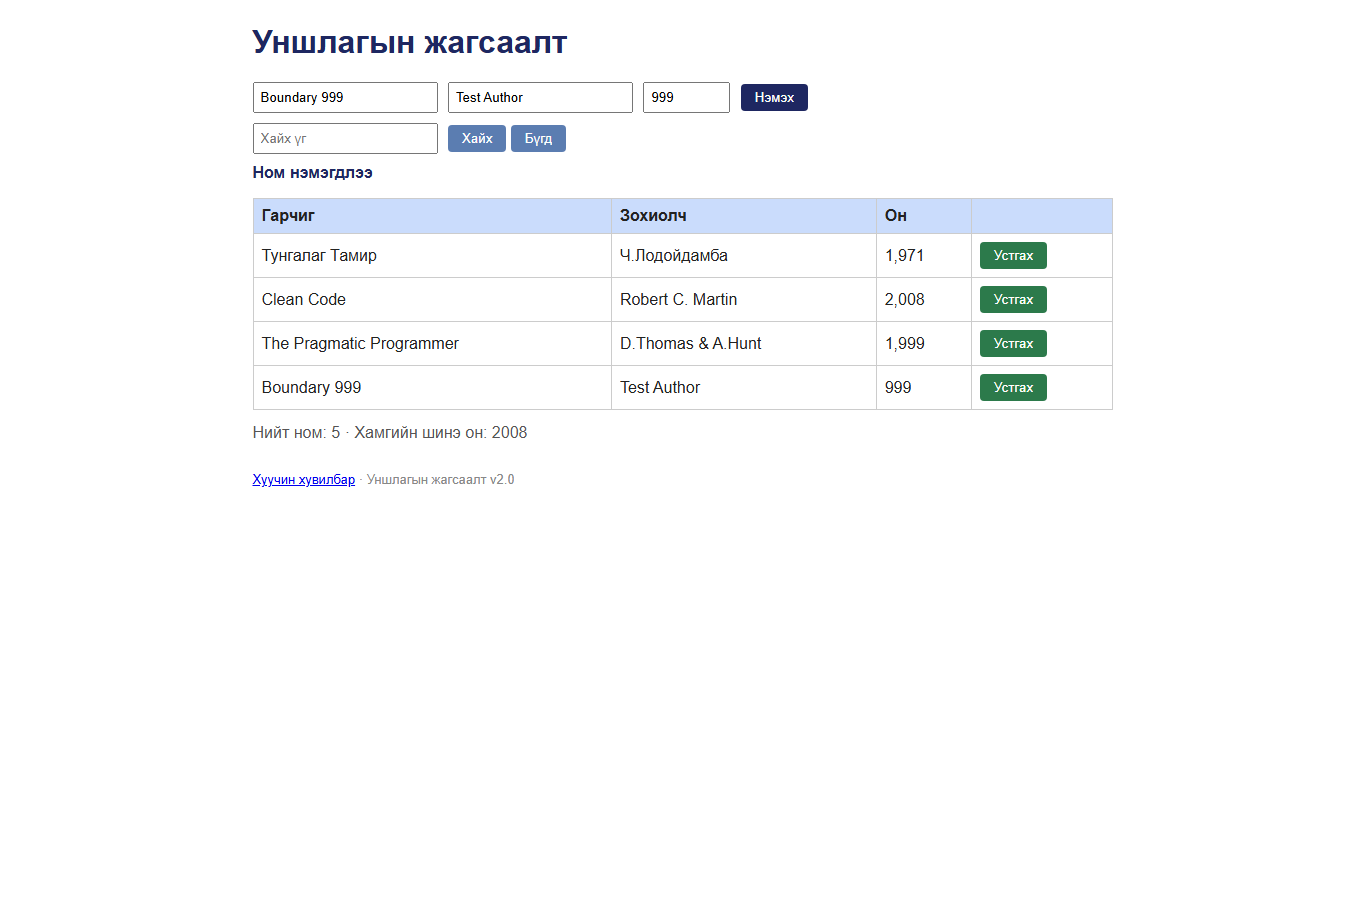 Уншлагын жагсаалт
Boundary 999 Test Author 999 Нэмэх
Хайх үг Хайх Бүгд
Ном нэмэгдлээ
Гарчиг Зохиолч Он
Тунгалаг Тамир Ч.Лодойдамба 1,971 Устгах
Clean Code Robert C. Martin 2,008 Устгах
The Pragmatic Programmer D.Thomas & A.Hunt 1,999 Устгах
Boundary 999 Test Author 999 Устгах
Нийт ном: 5 · Хамгийн шинэ он: 2008
Хуучин хувилбар · Уншлагын жагсаалт v2.0